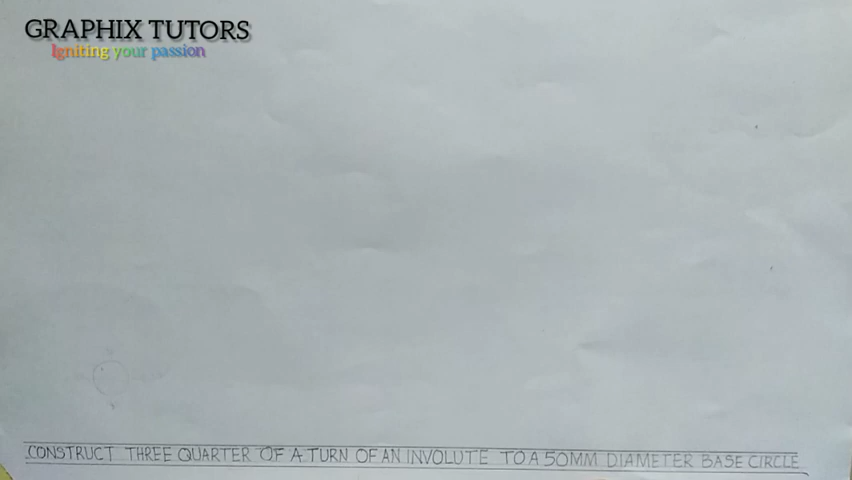 GRAPHIX TUTORS
Igniting your passion
CONSTRUCT THREE QUARTER OF A TURN OF AN INVOLUTE TO A 50MM DIAMETER BASE CIRCLE